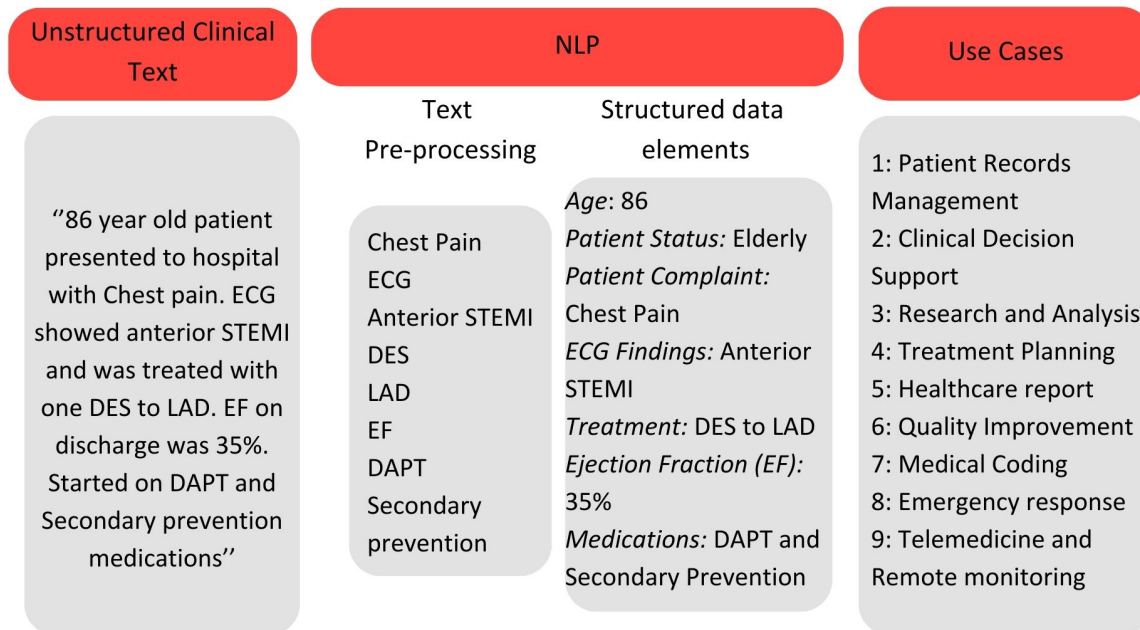 Unstructured Clinical
Text
‘’86 year old patient
presented to hospital
with Chest pain. ECG
showed anterior STEMI
and was treated with
one DES to LAD. EF on
discharge was 35%.
Started on DAPT and
Secondary prevention
medications’’
NLP
Text
Pre-processing
Chest Pain
ECG
Anterior STEMI
DES
LAD
EF
DAPT
Secondary
prevention
Structured data
elements
Age: 86
Patient Status: Elderly
Patient Complaint:
Chest Pain
ECG Findings: Anterior
STEMI
Treatment: DES to LAD
Ejection Fraction (EF):
35%
Medications: DAPT and
Secondary Prevention
Use Cases
1: Patient Records
Management
2: Clinical Decision
Support
3: Research and Analysis
4: Treatment Planning
5: Healthcare report
6: Quality Improvement
7: Medical Coding
8: Emergency response
9: Telemedicine and
Remote monitoring